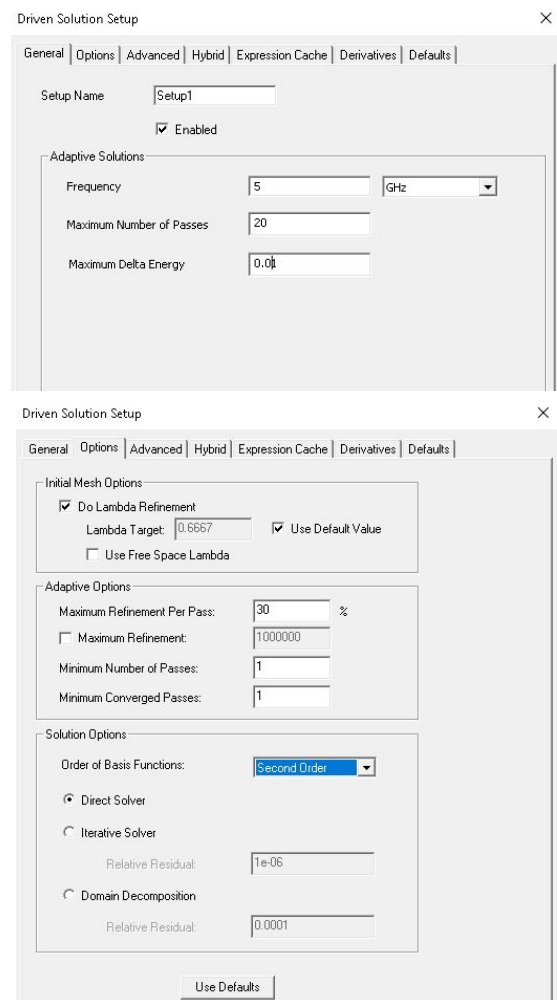 Driven Solution Setup
General Options Advanced Hybrid Expression Cache Derivatives Defaults
Setup Name Setup1
Enabled
Adaptive Solutions
Frequency 5 GHz
Maximum Number of Passes 20
Maximum Delta Energy 0.01
Driven Solution Setup
General Options Advanced Hybrid Expression Cache Derivatives Defaults
Initial Mesh Options
Do Lambda Refinement
Lambda Target: 0.6667 Use Default Value
Use Free Space Lambda
Adaptive Options
Maximum Refinement Per Pass: 30 %
Maximum Refinement: 1000000
Minimum Number of Passes: 1
Minimum Converged Passes: 1
Solution Options
Order of Basis Functions: Second Order
Direct Solver
Iterative Solver
Relative Residual: 1e-06
Domain Decomposition
Relative Residual: 0.0001
Use Defaults